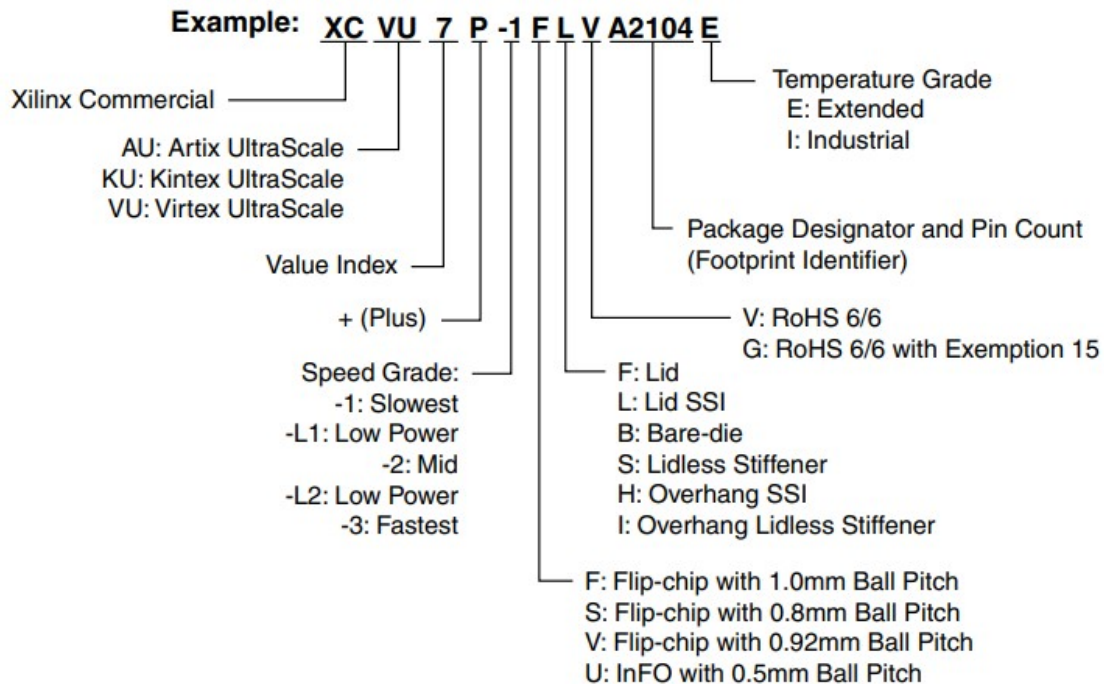 Example: XC VU 7 P -1 F L V A2104 E
Temperature Grade
E: Extended
I: Industrial
Xilinx Commercial
AU: Artix UltraScale
KU: Kintex UltraScale
VU: Virtex UltraScale
Package Designator and Pin Count
(Footprint Identifier)
Value Index
+ (Plus)
V: RoHS 6/6
G: RoHS 6/6 with Exemption 15
Speed Grade:
-1: Slowest
-L1: Low Power
-2: Mid
-L2: Low Power
-3: Fastest
F: Lid
L: Lid SSI
B: Bare-die
S: Lidless Stiffener
H: Overhang SSI
I: Overhang Lidless Stiffener
F: Flip-chip with 1.0mm Ball Pitch
S: Flip-chip with 0.8mm Ball Pitch
V: Flip-chip with 0.92mm Ball Pitch
U: InFO with 0.5mm Ball Pitch